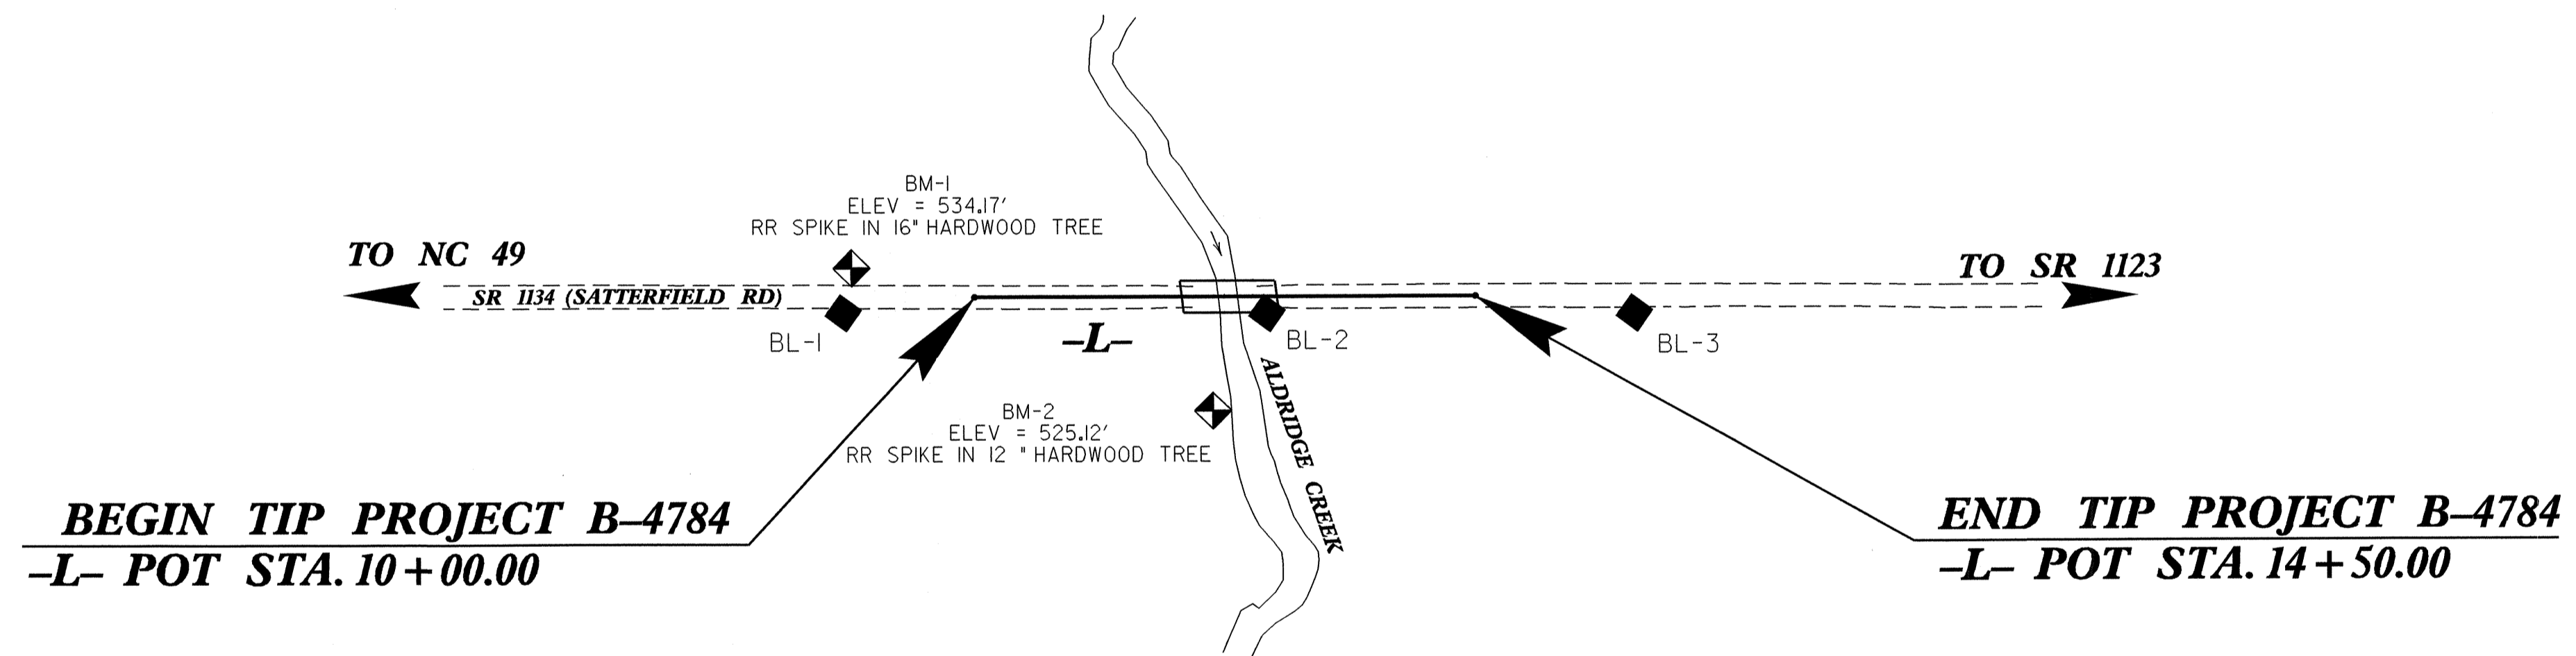 BM-1
ELEV = 534.17'
RR SPIKE IN 16" HARDWOOD TREE
TO NC 49
TO SR 1123
SR 1134 (SATTERFIELD RD)
BL-1
-L-
BL-2
BL-3
BM-2
ELEV = 525.12'
RR SPIKE IN 12 " HARDWOOD TREE
ALDRIDGE CREEK
BEGIN TIP PROJECT B-4784
-L- POT STA. 10+00.00
END TIP PROJECT B-4784
-L- POT STA. 14+50.00